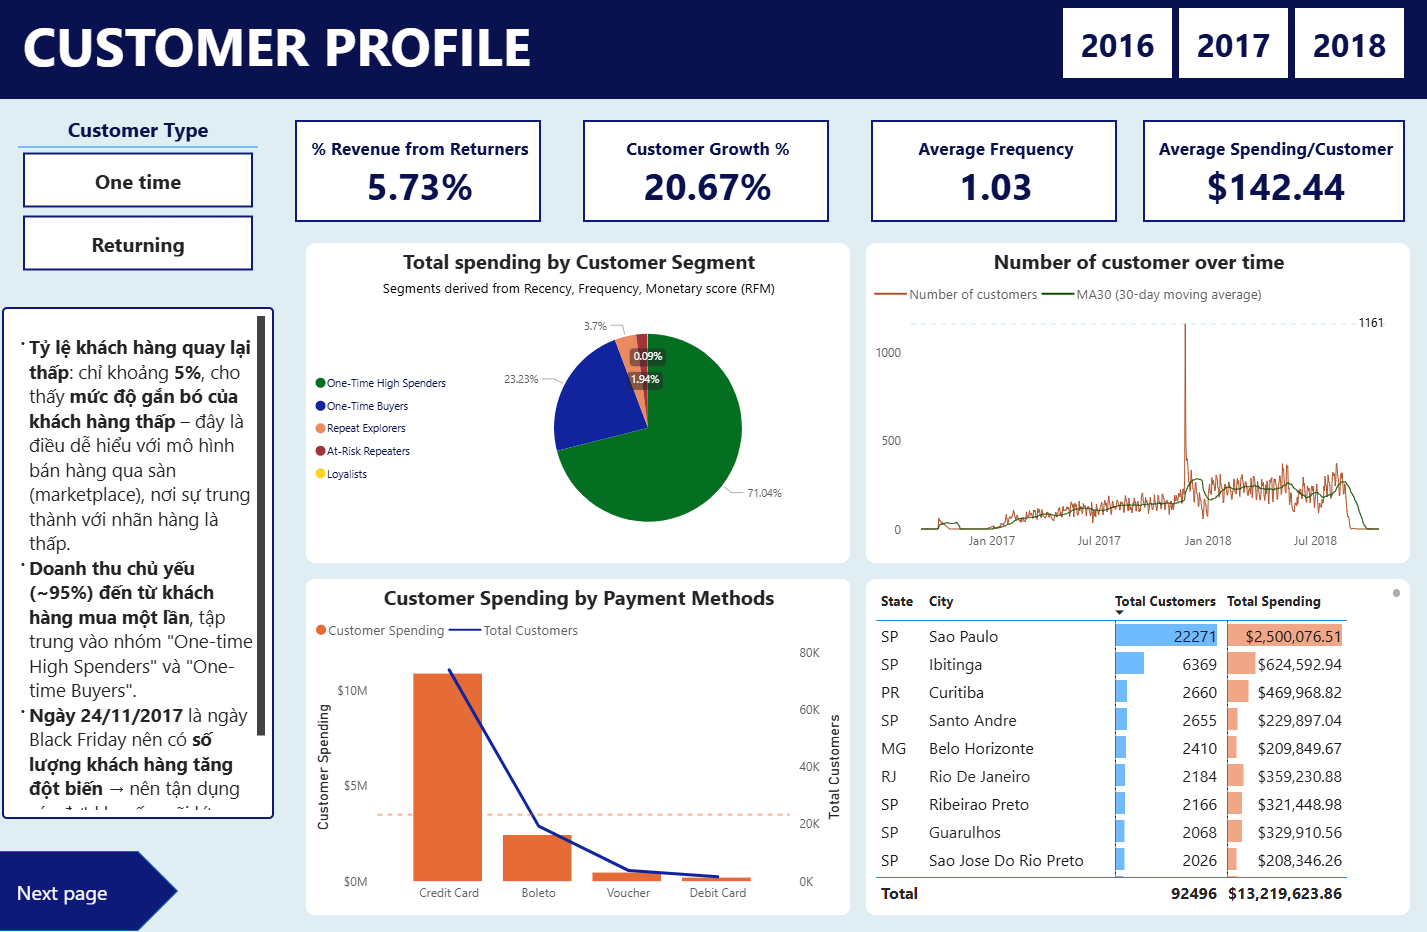 CUSTOMER PROFILE
2016
2017
2018
Customer Type
One time
Returning
% Revenue from Returners
5.73%
Customer Growth %
20.67%
Average Frequency
1.03
Average Spending/Customer
$142.44
• Tỷ lệ khách hàng quay lại
thấp: chỉ khoảng 5%, cho
thấy mức độ gắn bó của
khách hàng thấp – đây là
điều dễ hiểu với mô hình
bán hàng qua sàn
(marketplace), nơi sự trung
thành với nhãn hàng là
thấp.
• Doanh thu chủ yếu
(~95%) đến từ khách
hàng mua một lần, tập
trung vào nhóm "One-time
High Spenders" và "One-
time Buyers".
• Ngày 24/11/2017 là ngày
Black Friday nên có số
lượng khách hàng tăng
đột biến → nên tận dụng
Next page
Total spending by Customer Segment
Segments derived from Recency, Frequency, Monetary score (RFM)
One-Time High Spenders
One-Time Buyers
Repeat Explorers
At-Risk Repeaters
Loyalists
3.7%
0.09%
1.94%
23.23%
71.04%
Number of customer over time
Number of customers
MA30 (30-day moving average)
1161
1000
500
0
Jan 2017
Jul 2017
Jan 2018
Jul 2018
Customer Spending by Payment Methods
Customer Spending
Total Customers
Customer Spending
$10M
$5M
$0M
80K
60K
40K
20K
0K
Total Customers
Credit Card
Boleto
Voucher
Debit Card
State City Total Customers Total Spending
SP Sao Paulo 22271 $2,500,076.51
SP Ibitinga 6369 $624,592.94
PR Curitiba 2660 $469,968.82
SP Santo Andre 2655 $229,897.04
MG Belo Horizonte 2410 $209,849.67
RJ Rio De Janeiro 2184 $359,230.88
SP Ribeirao Preto 2166 $321,448.98
SP Guarulhos 2068 $329,910.56
SP Sao Jose Do Rio Preto 2026 $208,346.26
Total 92496 $13,219,623.86